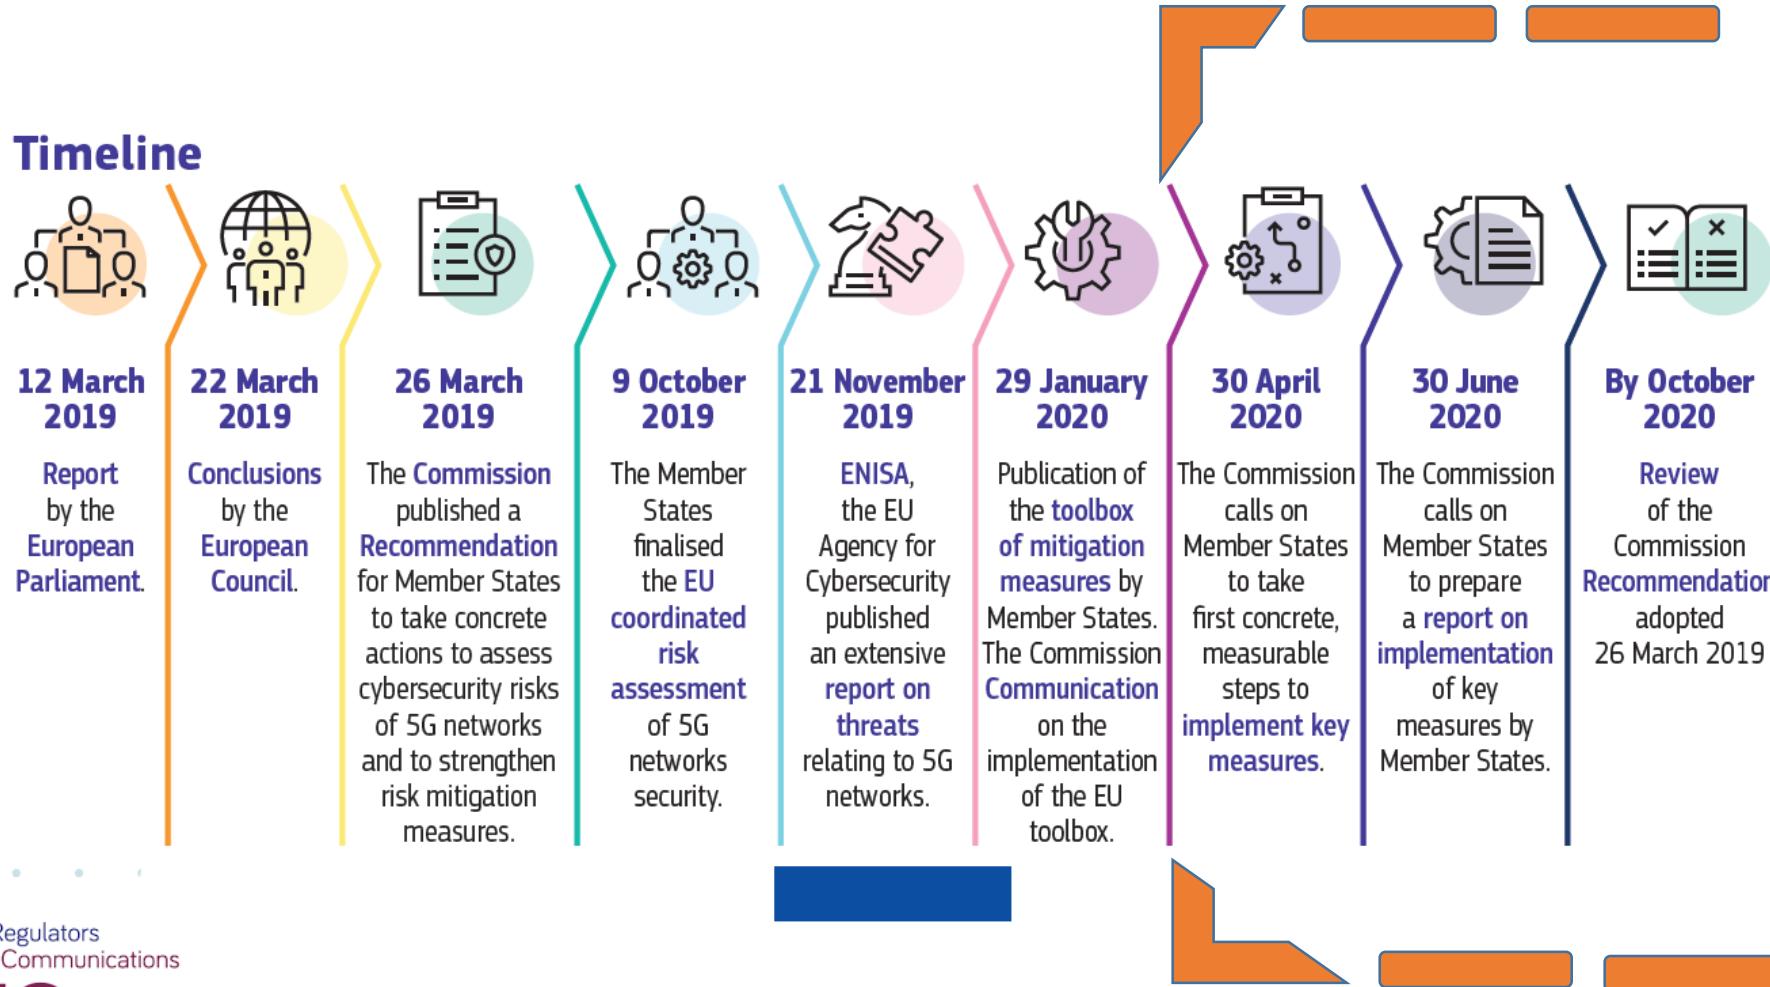 Timeline
12 March
2019
Report
by the
European
Parliament.
22 March
2019
Conclusions
by the
European
Council.
26 March
2019
The Commission
published a
Recommendation
for Member States
to take concrete
actions to assess
cybersecurity risks
of 5G networks
and to strengthen
risk mitigation
measures.
9 October
2019
The Member
States
finalised
the EU
coordinated
risk
assessment
of 5G
networks
security.
21 November
2019
ENISA,
the EU
Agency for
Cybersecurity
published
an extensive
report on
threats
relating to 5G
networks.
29 January
2020
Publication of
the toolbox
of mitigation
measures by
Member States.
The Commission
Communication
on the
implementation
of the EU
toolbox.
30 April
2020
The Commission
calls on
Member States
to take
first concrete,
measurable
steps to
implement key
measures.
30 June
2020
The Commission
calls on
Member States
to prepare
a report on
implementation
of key
measures by
Member States.
By October
2020
Review
of the
Commission
Recommendation
adopted
26 March 2019
Regulators
Communications